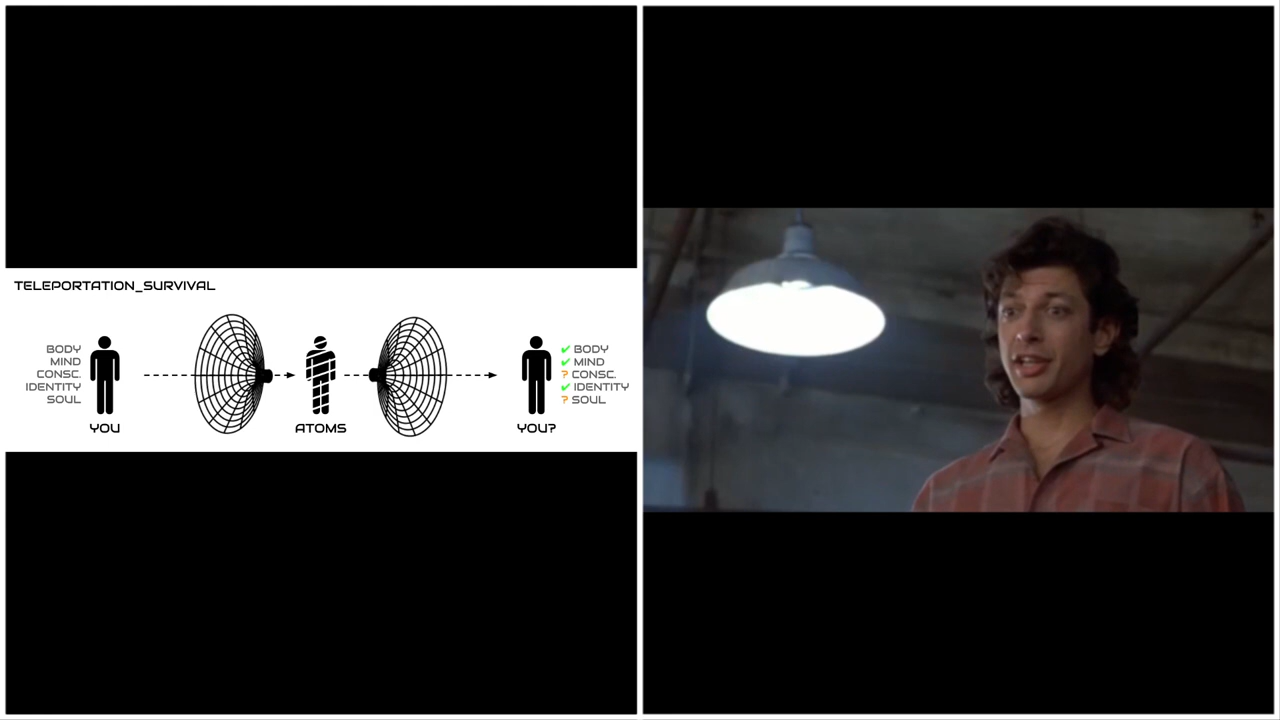 TELEPORTATION_SURVIVAL
BODY
MIND
CONSC.
IDENTITY
SOUL
YOU
ATOMS
YOU?
✓ BODY
✓ MIND
? CONSC.
✓ IDENTITY
? SOUL